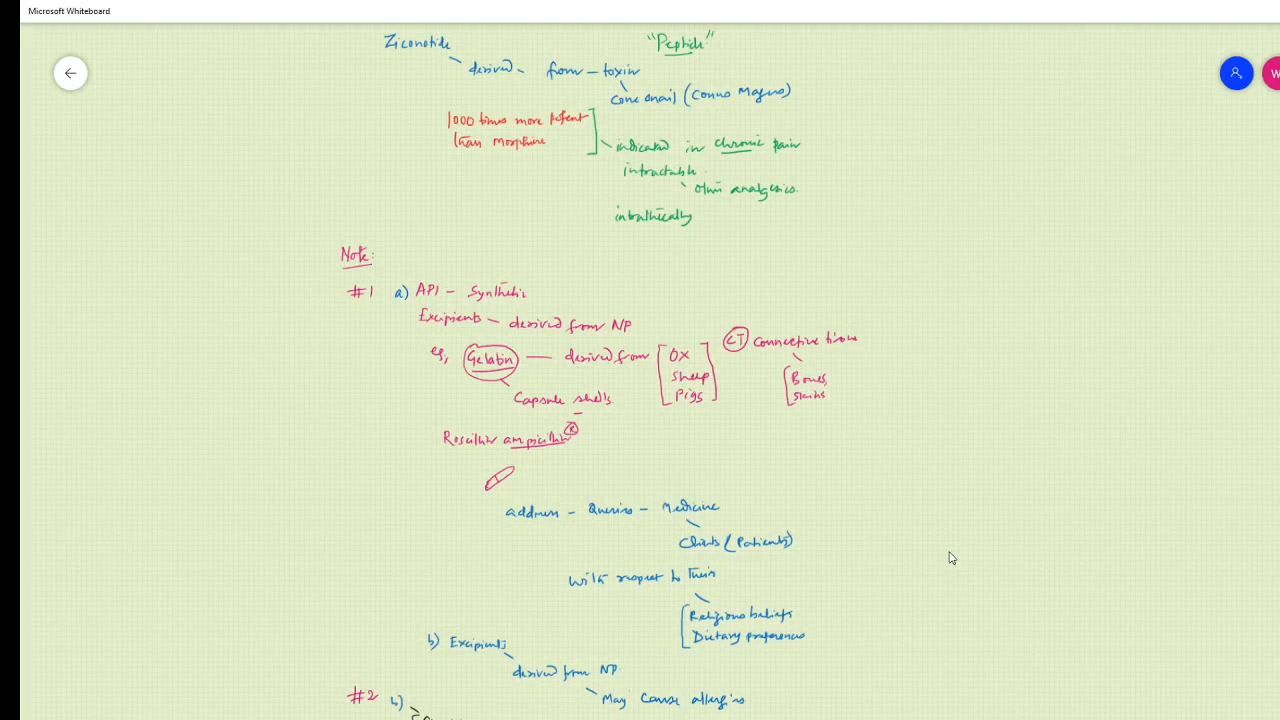 Microsoft Whiteboard
W
Ziconotide "Peptide"
derived - from - toxin
Cone snail (Conus Magnus)
1000 times more potent
than morphine
indicated in chronic pain
intractable
other analgesics.
inbathically
Note:
#1 a) API - Synthetic
Excipients - derived from NP
eg, Gelatin - derived from Ox
Sheep
Pigs
CT Connective tissue
Bones,
Skins
Capsule shells
Roscillin ampicillin R
address - Queries - Medicine
Clients (Patients)
With respect to their
Religious beliefs
Dietary preferences
b) Excipients
derived from NP.
May Cause allergies
#2 b)